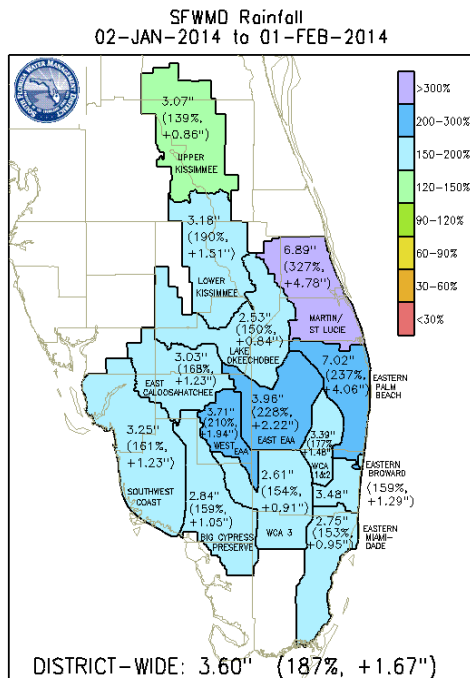 SFWMD Rainfall
02-JAN-2014 to 01-FEB-2014
SOUTH FLORIDA WATER MANAGEMENT DISTRICT
3.07"
(139%,
+0.86")
UPPER
KISSIMMEE
3.18"
(190%,
+1.51")
LOWER
KISSIMMEE
6.89"
(327%,
+4.78")
MARTIN/
ST LUCIE
2.53"
(150%,
+0.84")
LAKE
OKEECHOBEE
3.03"
(168%,
+1.23")
EAST
CALOOSAHATCHEE
7.02"
(237%,
+4.06")
EASTERN
PALM
BEACH
3.96"
(228%,
+2.22")
EAST EAA
3.71"
(210%,
+1.94")
WEST
EAA
3.39"
(177%,
+1.48")
WCA
1&2
3.25"
(161%,
+1.23")
SOUTHWEST
COAST
2.84"
(159%,
+1.05")
BIG CYPRESS
PRESERVE
2.61"
(154%,
+0.91")
WCA 3
3.48"
EASTERN
BROWARD
(159%,
+1.29")
2.75"
(153%,
+0.95")
EASTERN
MIAMI-
DADE
>300%
200-300%
150-200%
120-150%
90-120%
60-90%
30-60%
<30%
DISTRICT-WIDE: 3.60" (187%, +1.67")